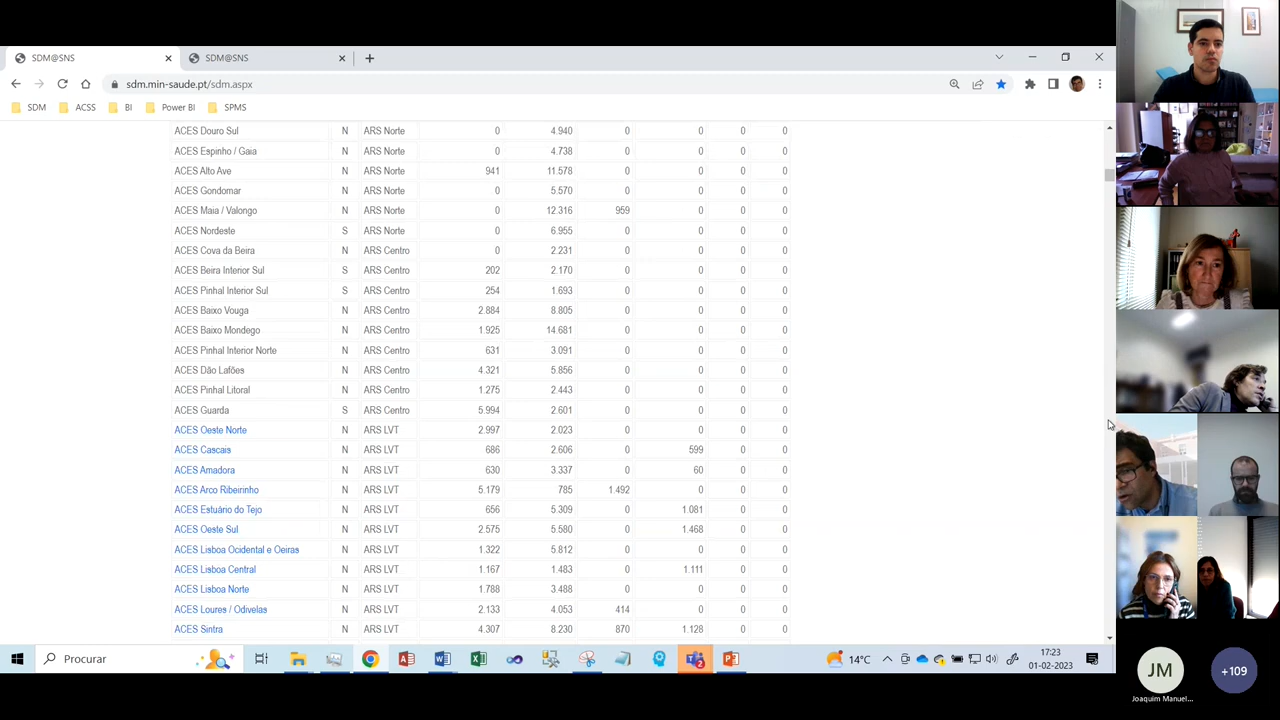 SDM@SNS
SDM@SNS
sdm.min-saude.pt/sdm.aspx
SDM ACSS BI Power BI SPMS
ACES Douro Sul N ARS Norte 0 4.940 0 0 0 0
ACES Espinho / Gaia N ARS Norte 0 4.738 0 0 0 0
ACES Alto Ave N ARS Norte 941 11.578 0 0 0 0
ACES Gondomar N ARS Norte 0 5.570 0 0 0 0
ACES Maia / Valongo N ARS Norte 0 12.316 959 0 0 0
ACES Nordeste S ARS Norte 0 6.955 0 0 0 0
ACES Cova da Beira N ARS Centro 0 2.231 0 0 0 0
ACES Beira Interior Sul S ARS Centro 202 2.170 0 0 0 0
ACES Pinhal Interior Sul S ARS Centro 254 1.693 0 0 0 0
ACES Baixo Vouga N ARS Centro 2.884 8.805 0 0 0 0
ACES Baixo Mondego N ARS Centro 1.925 14.681 0 0 0 0
ACES Pinhal Interior Norte N ARS Centro 631 3.091 0 0 0 0
ACES Dão Lafões N ARS Centro 4.321 5.856 0 0 0 0
ACES Pinhal Litoral N ARS Centro 1.275 2.443 0 0 0 0
ACES Guarda S ARS Centro 5.994 2.601 0 0 0 0
ACES Oeste Norte N ARS LVT 2.997 2.023 0 0 0 0
ACES Cascais N ARS LVT 686 2.606 0 599 0 0
ACES Amadora N ARS LVT 630 3.337 0 60 0 0
ACES Arco Ribeirinho N ARS LVT 5.179 785 1.492 0 0 0
ACES Estuário do Tejo N ARS LVT 656 5.309 0 1.081 0 0
ACES Oeste Sul N ARS LVT 2.575 5.580 0 1.468 0 0
ACES Lisboa Ocidental e Oeiras N ARS LVT 1.322 5.812 0 0 0 0
ACES Lisboa Central N ARS LVT 1.167 1.483 0 1.111 0 0
ACES Lisboa Norte N ARS LVT 788 3.488 0 0 0 0
ACES Loures / Odivelas N ARS LVT 2.133 4.053 414 0 0 0
ACES Sintra N ARS LVT 4.307 8.230 870 1.128 0 0
Procurar
14°C
17:23
01-02-2023
JM
Joaquim Manuel...
+109